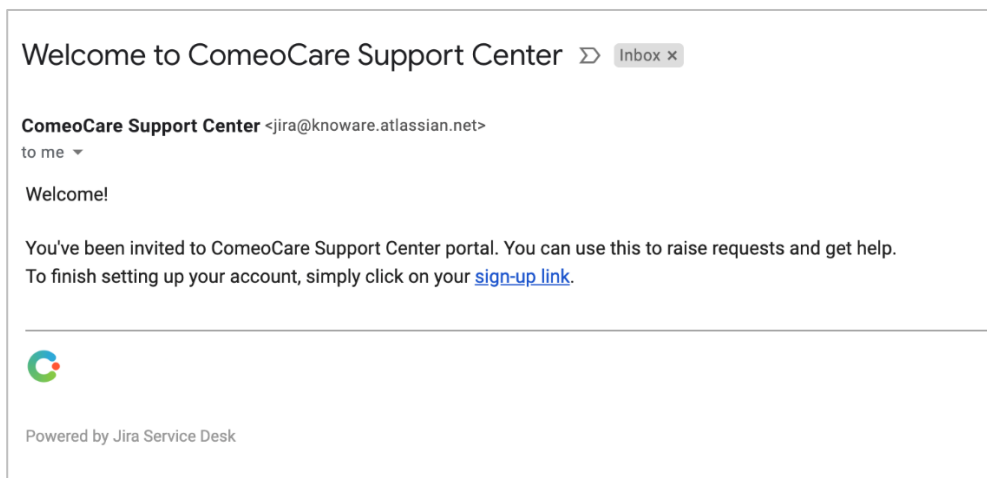 Welcome to ComeoCare Support Center Inbox ×
ComeoCare Support Center <jira@knoware.atlassian.net>
to me
Welcome!
You've been invited to ComeoCare Support Center portal. You can use this to raise requests and get help.
To finish setting up your account, simply click on your sign-up link.
Powered by Jira Service Desk